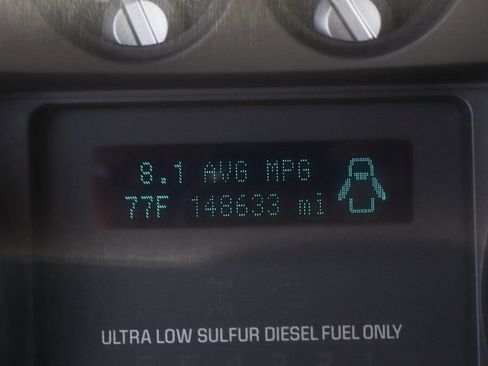 8.1 AVG MPG
77F 148633 mi
ULTRA LOW SULFUR DIESEL FUEL ONLY